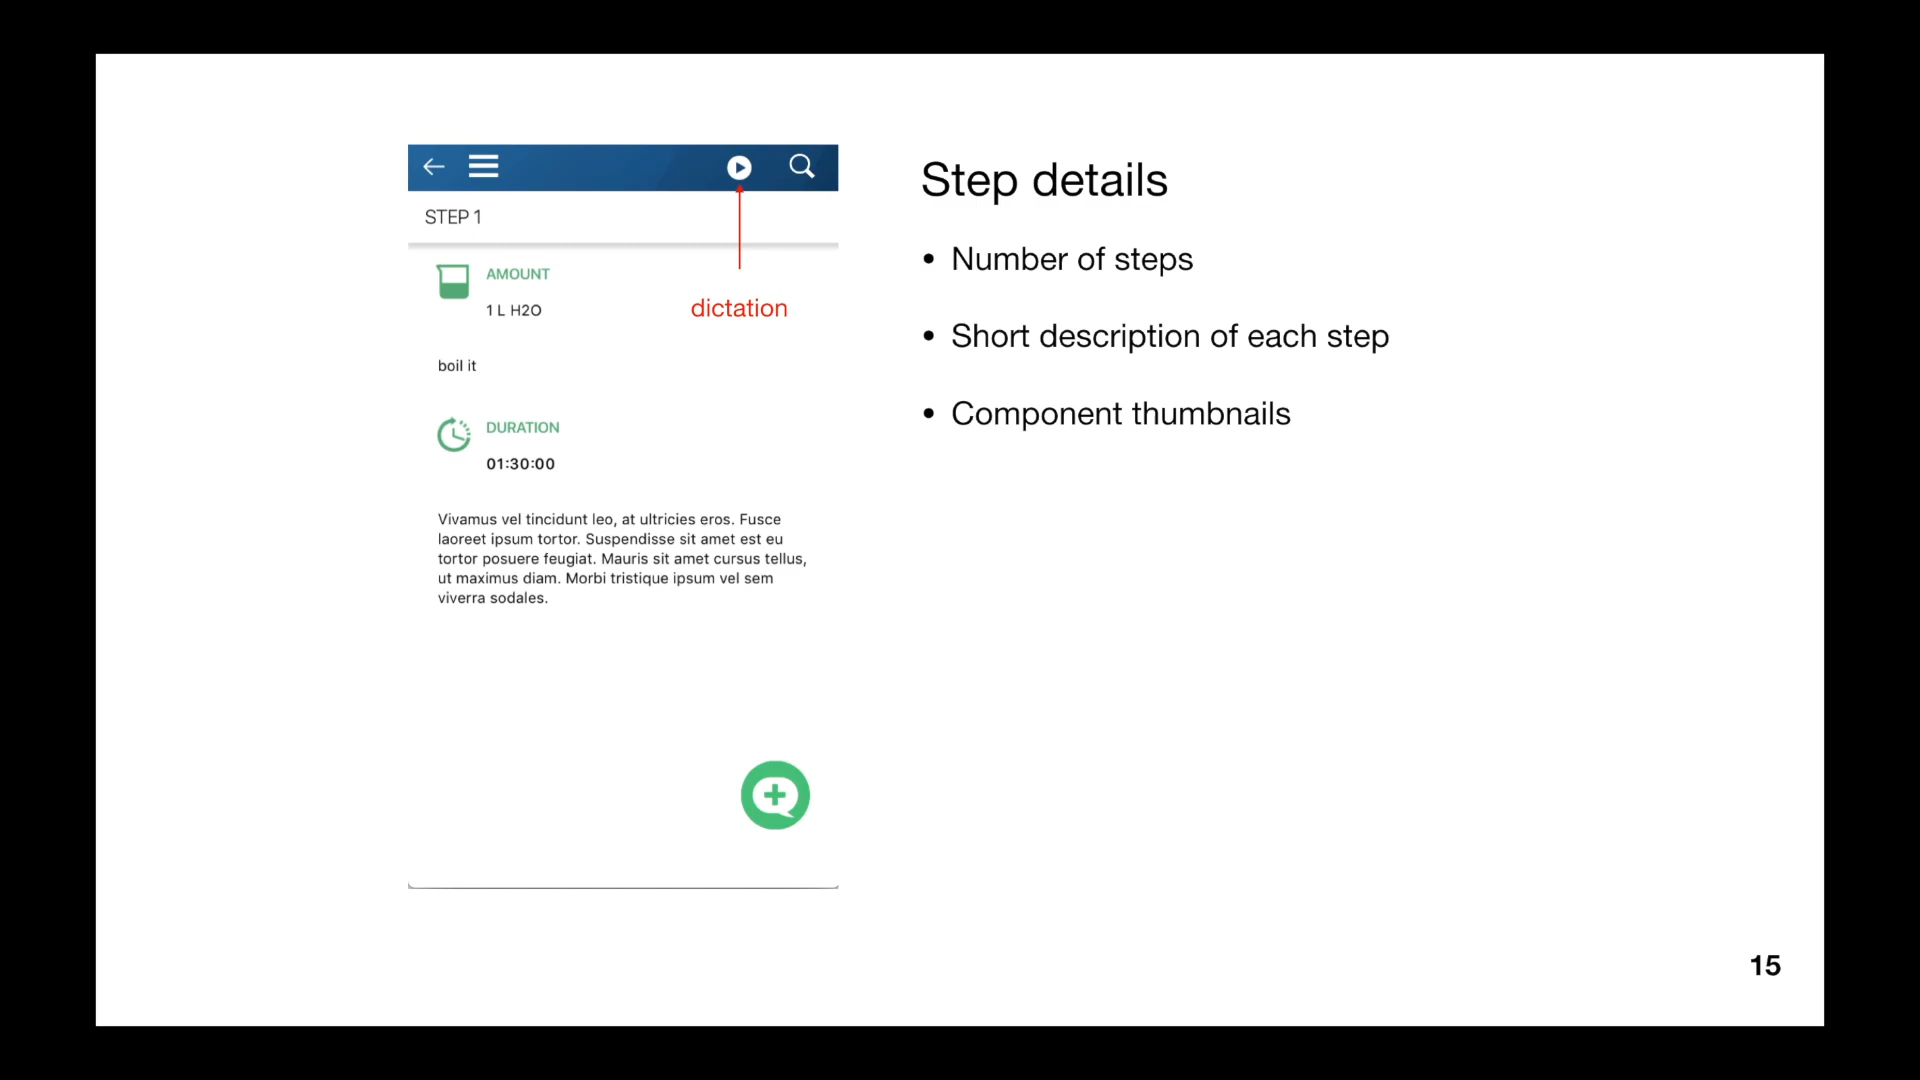 STEP 1
AMOUNT
1 L H2O
dictation
boil it
DURATION
01:30:00
Vivamus vel tincidunt leo, at ultricies eros. Fusce
laoreet ipsum tortor. Suspendisse sit amet est eu
tortor posuere feugiat. Mauris sit amet cursus tellus,
ut maximus diam. Morbi tristique ipsum vel sem
viverra sodales.
Step details
• Number of steps
• Short description of each step
• Component thumbnails
15